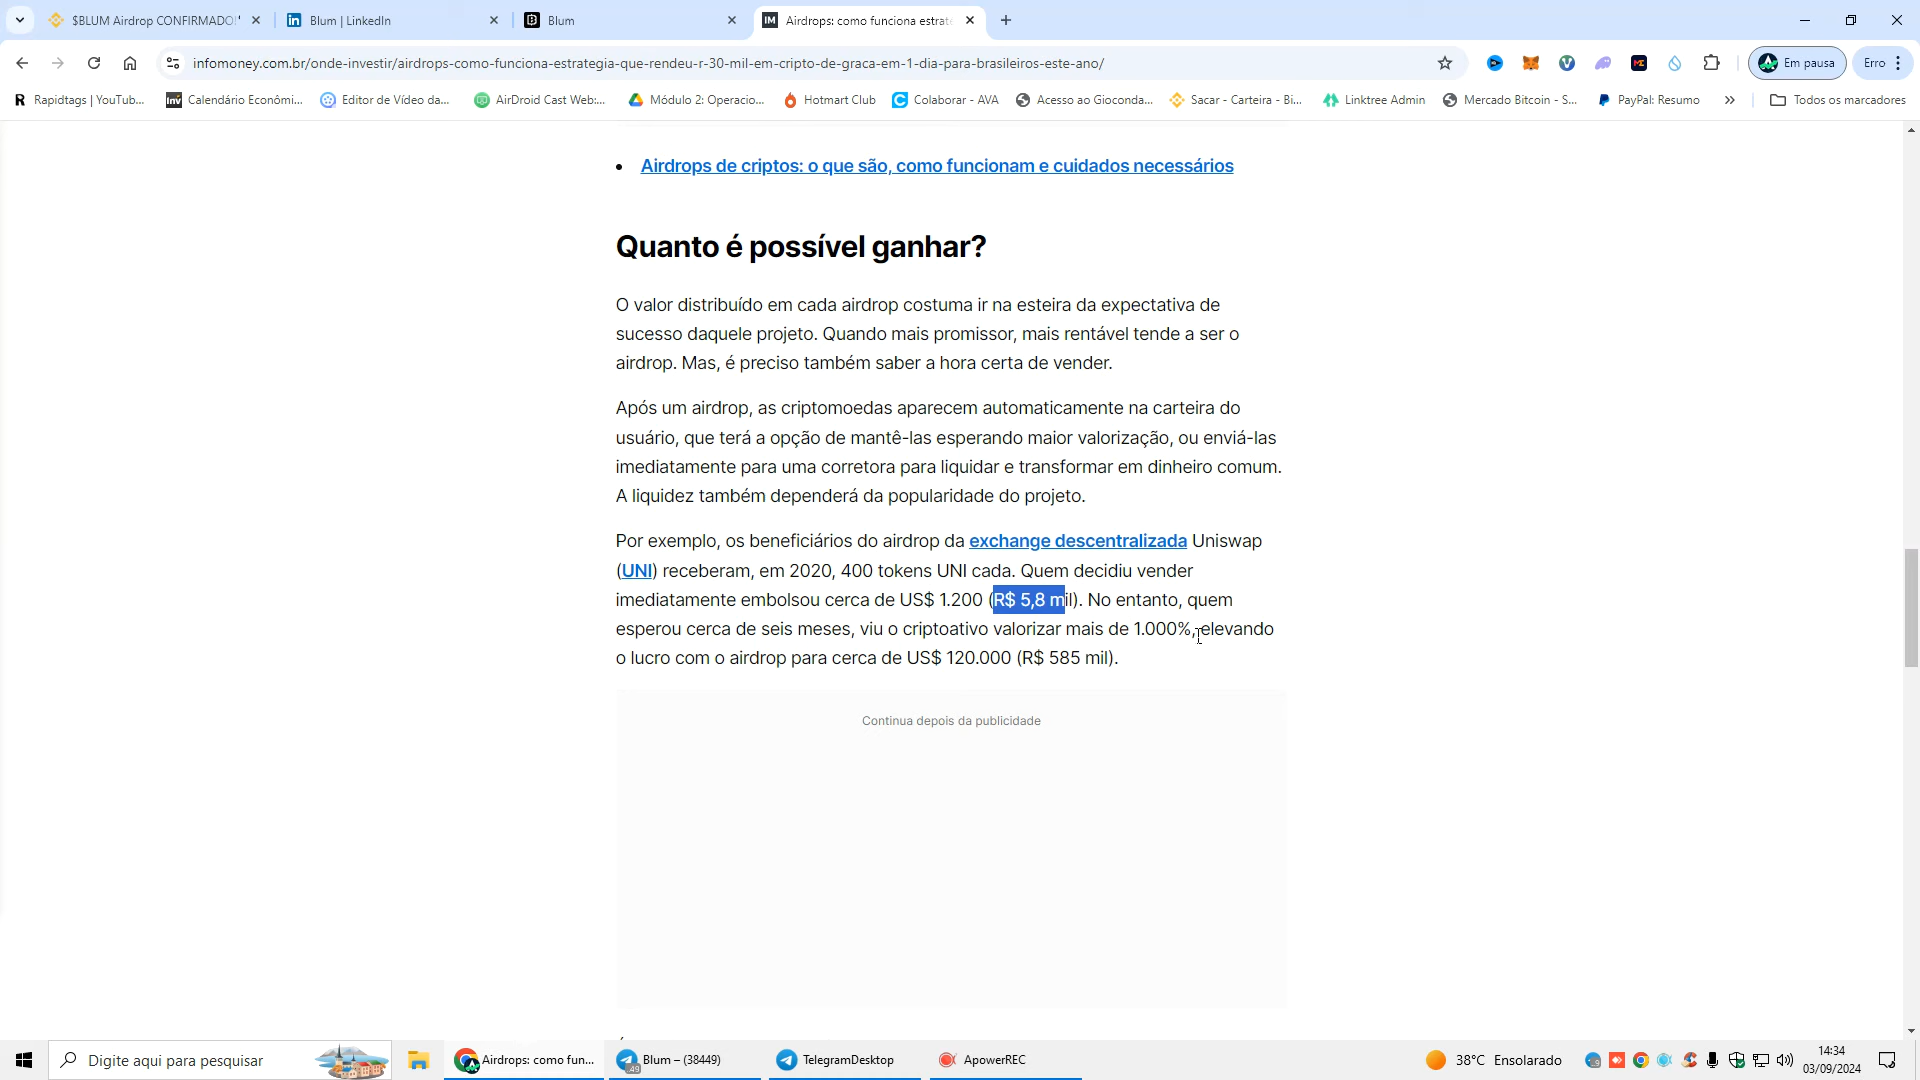 $BLUM Airdrop CONFIRMADO!
Blum | LinkedIn
Blum
Airdrops: como funciona estrate
infomoney.com.br/onde-investir/airdrops-como-funciona-estrategia-que-rendeu-r-30-mil-em-cripto-de-graca-em-1-dia-para-brasileiros-este-ano/
Em pausa
Erro
Rapidtags | YouTub...
Calendário Econômi...
Editor de Vídeo da...
AirDroid Cast Web:...
Módulo 2: Operacio...
Hotmart Club
Colaborar - AVA
Acesso ao Gioconda...
Sacar - Carteira - Bi...
Linktree Admin
Mercado Bitcoin - S...
PayPal: Resumo
»
Todos os marcadores
• Airdrops de criptos: o que são, como funcionam e cuidados necessários
Quanto é possível ganhar?
O valor distribuído em cada airdrop costuma ir na esteira da expectativa de
sucesso daquele projeto. Quando mais promissor, mais rentável tende a ser o
airdrop. Mas, é preciso também saber a hora certa de vender.
Após um airdrop, as criptomoedas aparecem automaticamente na carteira do
usuário, que terá a opção de mantê-las esperando maior valorização, ou enviá-las
imediatamente para uma corretora para liquidar e transformar em dinheiro comum.
A liquidez também dependerá da popularidade do projeto.
Por exemplo, os beneficiários do airdrop da exchange descentralizada Uniswap
(UNI) receberam, em 2020, 400 tokens UNI cada. Quem decidiu vender
imediatamente embolsou cerca de US$ 1.200 (R$ 5,8 mil). No entanto, quem
esperou cerca de seis meses, viu o criptoativo valorizar mais de 1.000%, elevando
o lucro com o airdrop para cerca de US$ 120.000 (R$ 585 mil).
Continua depois da publicidade
Digite aqui para pesquisar
Airdrops: como fun...
Blum – (38449)
TelegramDesktop
ApowerREC
38°C Ensolarado
14:34
03/09/2024